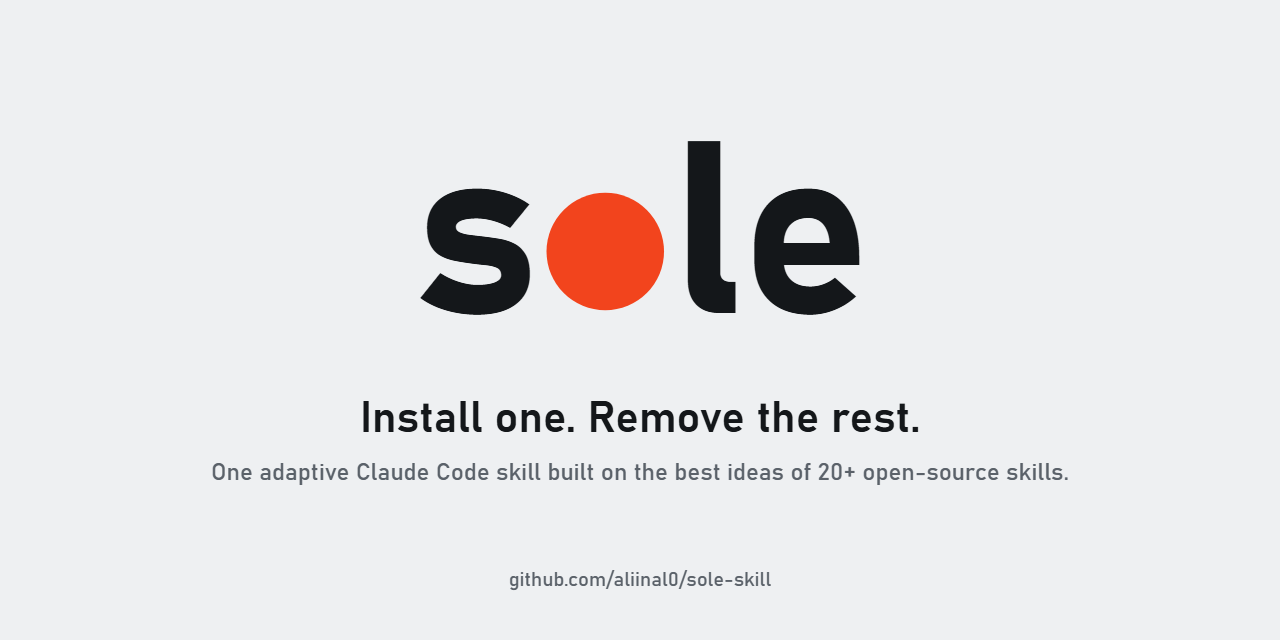 sole
Install one. Remove the rest.
One adaptive Claude Code skill built on the best ideas of 20+ open-source skills.
github.com/aliinal0/sole-skill